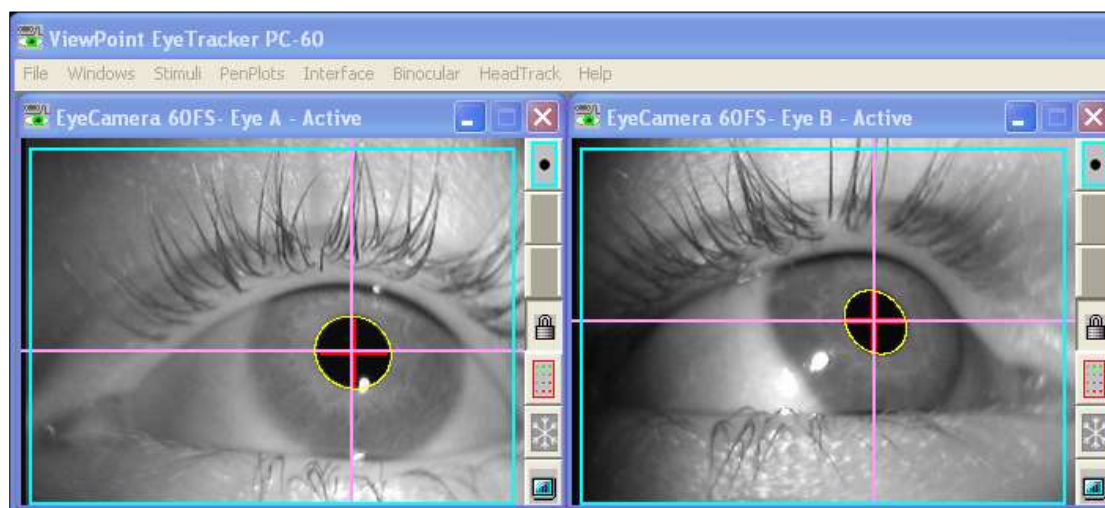 ViewPoint EyeTracker PC-60
File Windows Stimuli PenPlots Interface Binocular HeadTrack Help
EyeCamera 60FS- Eye A - Active
EyeCamera 60FS- Eye B - Active